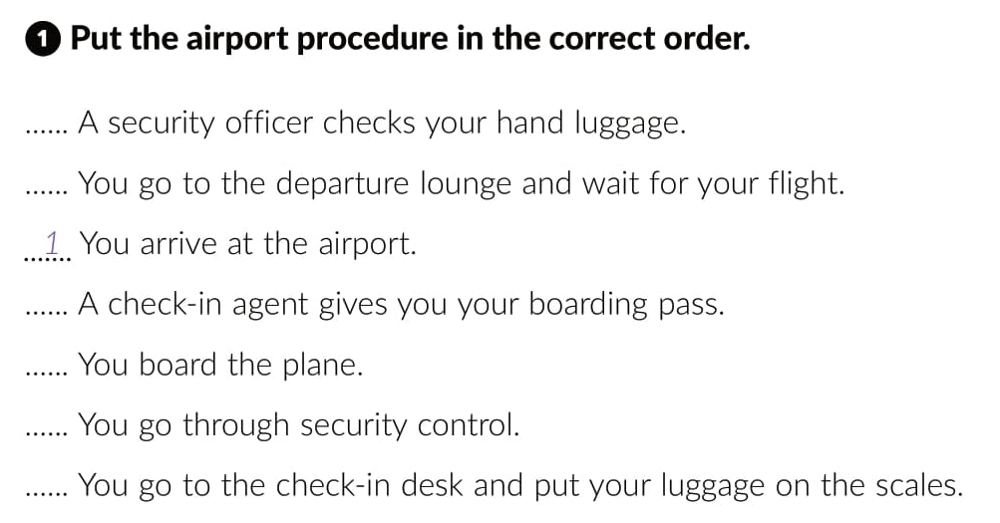 1 Put the airport procedure in the correct order.
...... A security officer checks your hand luggage.
...... You go to the departure lounge and wait for your flight.
...1... You arrive at the airport.
...... A check-in agent gives you your boarding pass.
...... You board the plane.
...... You go through security control.
...... You go to the check-in desk and put your luggage on the scales.